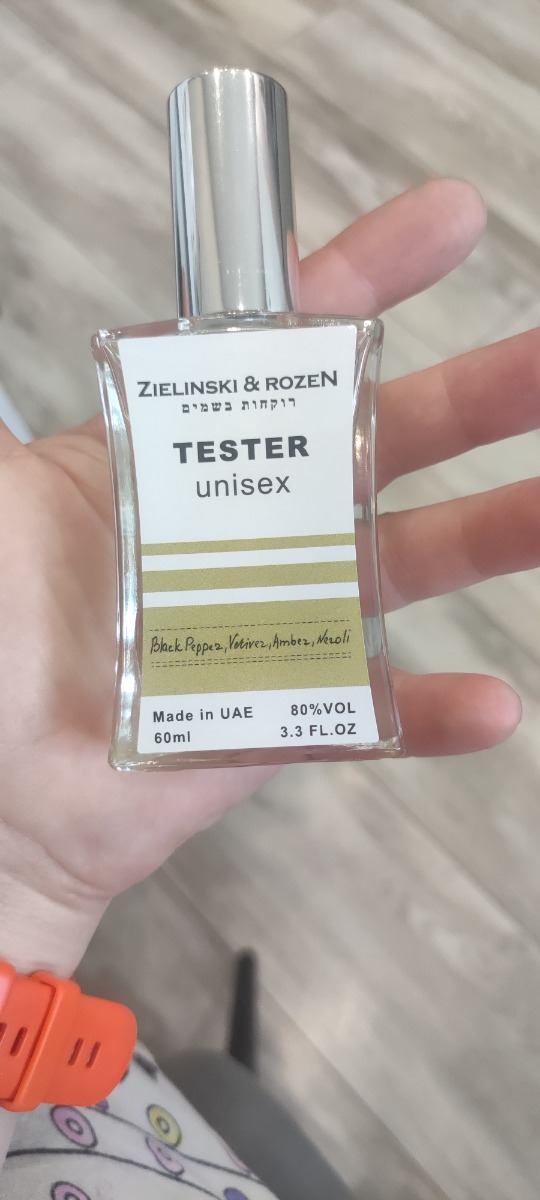 ZIELINSKI & ROZEN
רוקחות בשמים
TESTER
unisex
Black Pepper, Vetiver, Amber, Neroli
Made in UAE 80%VOL
60ml 3.3 FL.OZ